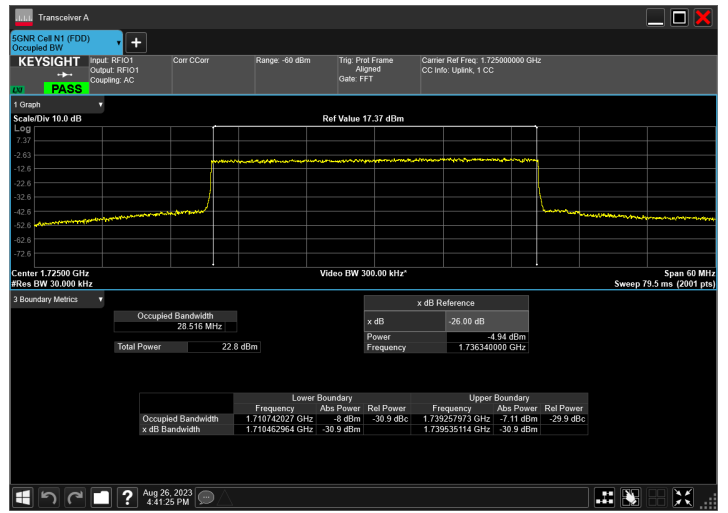 Transceiver A
5GNR Cell N1 (FDD)
Occupied BW
KEYSIGHT
LXI
PASS
Input: RFIO1
Output: RFIO1
Coupling: AC
Corr CCorr
Range: -60 dBm
Trig: Prot Frame
Aligned
Gate: FFT
Carrier Ref Freq: 1.725000000 GHz
CC Info: Uplink, 1 CC
1 Graph
Scale/Div 10.0 dB
Ref Value 17.37 dBm
Log
7.37
-2.63
-12.6
-22.6
-32.6
-42.6
-52.6
-62.6
-72.6
Center 1.72500 GHz
Video BW 300.00 kHz*
Span 60 MHz
#Res BW 30.000 kHz
Sweep 79.5 ms (2001 pts)
3 Boundary Metrics
Occupied Bandwidth
28.516 MHz
Total Power 22.8 dBm
x dB Reference
x dB -26.00 dB
Power -4.94 dBm
Frequency 1.736340000 GHz
Lower Boundary Upper Boundary
Frequency Abs Power Rel Power Frequency Abs Power Rel Power
Occupied Bandwidth 1.710742027 GHz -8 dBm -30.9 dBc 1.739257973 GHz -7.11 dBm -29.9 dBc
x dB Bandwidth 1.710462964 GHz -30.9 dBm 1.739535114 GHz -30.9 dBm
Aug 26, 2023
4:41:25 PM